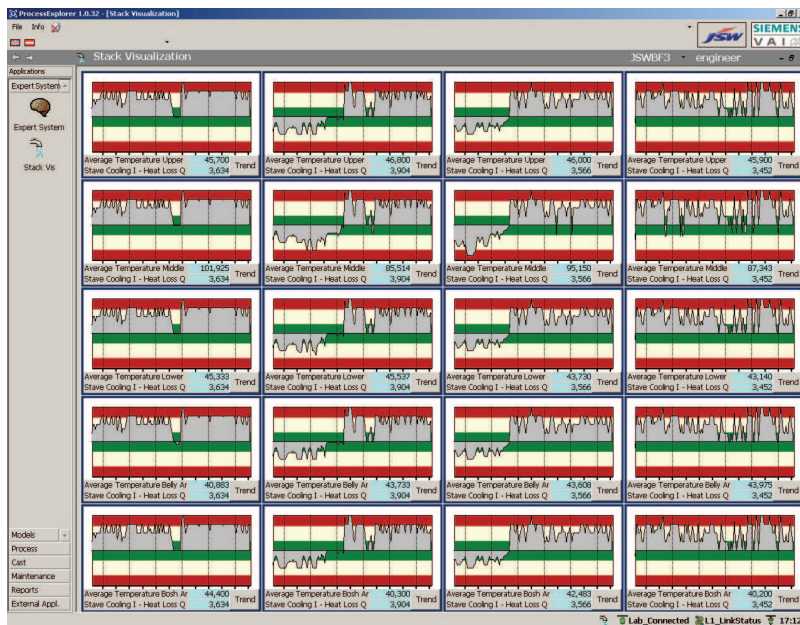 ProcessExplorer 1.0.32 - [Stack Visualization]
File Info
JSW
SIEMENS
VAI
Stack Visualization
JSWBF3 engineer
Applications
Expert System
Expert System
Stack Vis
Average Temperature Upper 45,700
Stave Cooling I - Heat Loss Q 3,634
Trend
Average Temperature Upper 46,800
Stave Cooling I - Heat Loss Q 3,904
Trend
Average Temperature Upper 46,000
Stave Cooling I - Heat Loss Q 3,566
Trend
Average Temperature Upper 45,900
Stave Cooling I - Heat Loss Q 3,452
Trend
Average Temperature Middle 101,925
Stave Cooling I - Heat Loss Q 3,634
Trend
Average Temperature Middle 85,514
Stave Cooling I - Heat Loss Q 3,904
Trend
Average Temperature Middle 95,150
Stave Cooling I - Heat Loss Q 3,566
Trend
Average Temperature Middle 87,343
Stave Cooling I - Heat Loss Q 3,452
Trend
Average Temperature Lower 45,333
Stave Cooling I - Heat Loss Q 3,634
Trend
Average Temperature Lower 45,537
Stave Cooling I - Heat Loss Q 3,904
Trend
Average Temperature Lower 43,730
Stave Cooling I - Heat Loss Q 3,566
Trend
Average Temperature Lower 43,140
Stave Cooling I - Heat Loss Q 3,452
Trend
Average Temperature Belly Ar 40,883
Stave Cooling I - Heat Loss Q 3,634
Trend
Average Temperature Belly Ar 43,733
Stave Cooling I - Heat Loss Q 3,904
Trend
Average Temperature Belly Ar 43,608
Stave Cooling I - Heat Loss Q 3,566
Trend
Average Temperature Belly Ar 43,975
Stave Cooling I - Heat Loss Q 3,452
Trend
Average Temperature Bosh Ar 44,400
Stave Cooling I - Heat Loss Q 3,634
Trend
Average Temperature Bosh Ar 40,300
Stave Cooling I - Heat Loss Q 3,904
Trend
Average Temperature Bosh Ar 42,483
Stave Cooling I - Heat Loss Q 3,566
Trend
Average Temperature Bosh Ar 40,200
Stave Cooling I - Heat Loss Q 3,452
Trend
Models
Process
Cast
Maintenance
Reports
External Appl.
Lab_Connected L1_LinkStatus 17:12